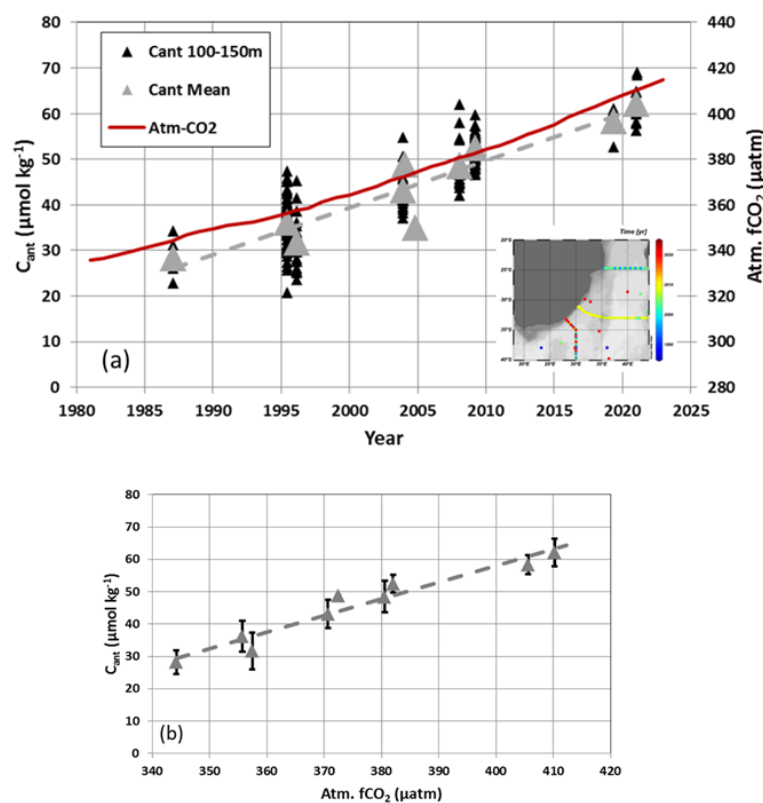 80
70
60
50
40
30
20
10
0
C_ant (µmol kg⁻¹)
Cant 100-150m
Cant Mean
Atm-CO2
(a)
440
420
400
380
360
340
320
300
280
Atm. fCO₂ (µatm)
Time [yr]
1980 1985 1990 1995 2000 2005 2010 2015 2020 2025
Year
80
70
60
50
40
30
20
10
0
C_ant (µmol kg⁻¹)
(b)
340 350 360 370 380 390 400 410 420
Atm. fCO₂ (µatm)